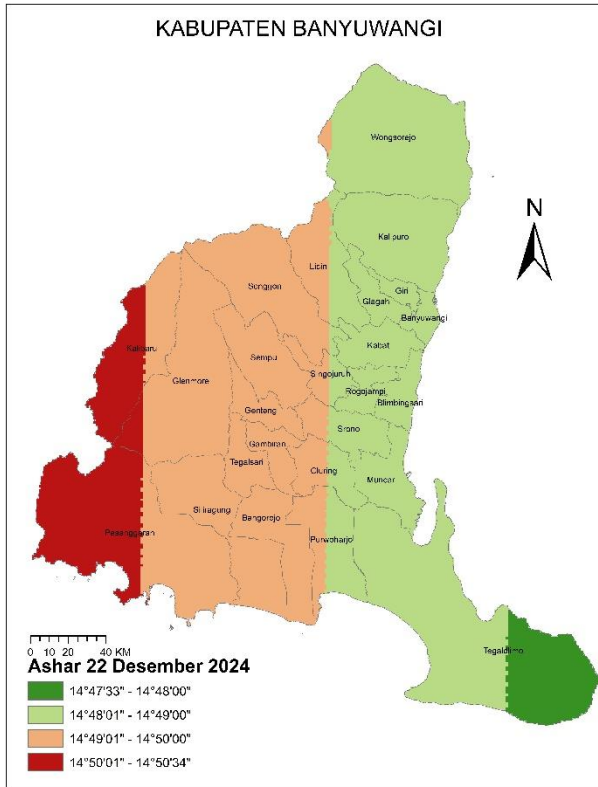 KABUPATEN BANYUWANGI
Wongsorejo
N
Kalipuro
Licin
Songgon
Giri
Glagah
Banyuwangi
Kalibaru
Kabat
Sempu
Singojuruh
Glenmore
Rogojampi
Blimbingsari
Genteng
Srono
Gambiran
Tegalsari
Cluring
Muncar
Siliragung
Bangorejo
Pesanggaran
Purwoharjo
Tegaldlimo
0 10 20 40 KM
Ashar 22 Desember 2024
14°47'33" - 14°48'00"
14°48'01" - 14°49'00"
14°49'01" - 14°50'00"
14°50'01" - 14°50'34"